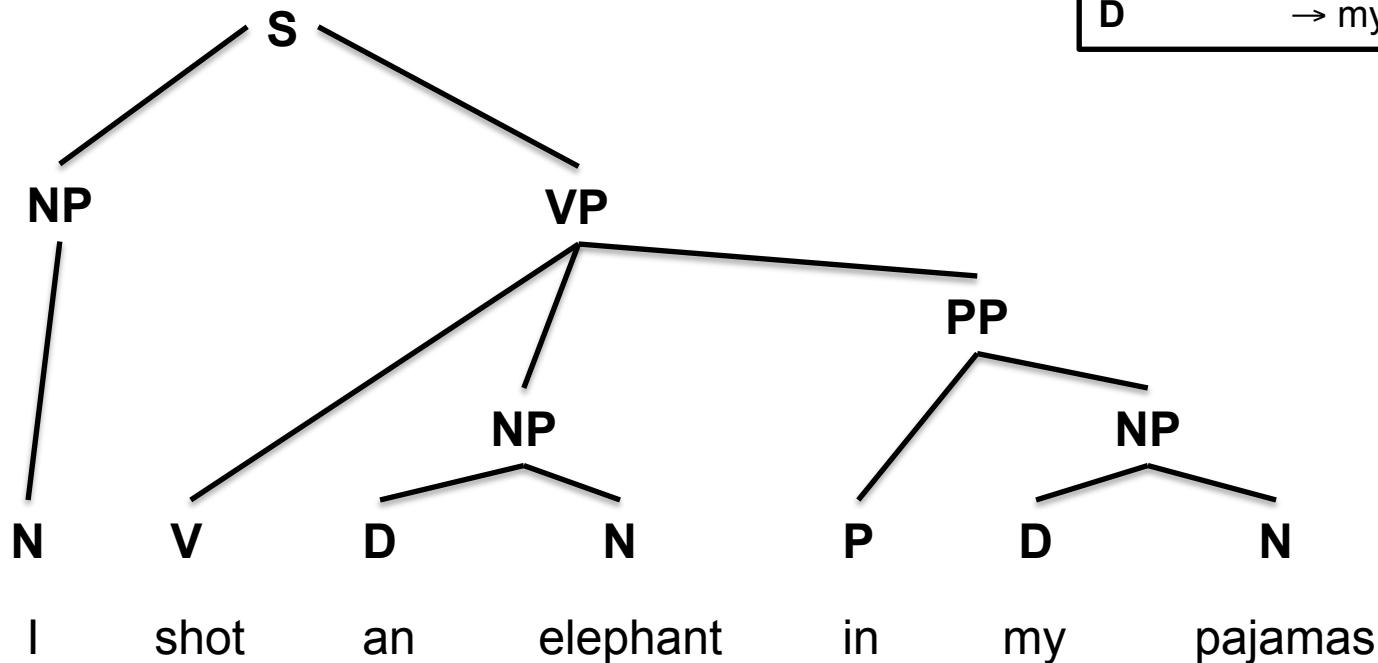 D → my
S
NP VP
PP
NP NP
N V D N P D N
I shot an elephant in my pajamas